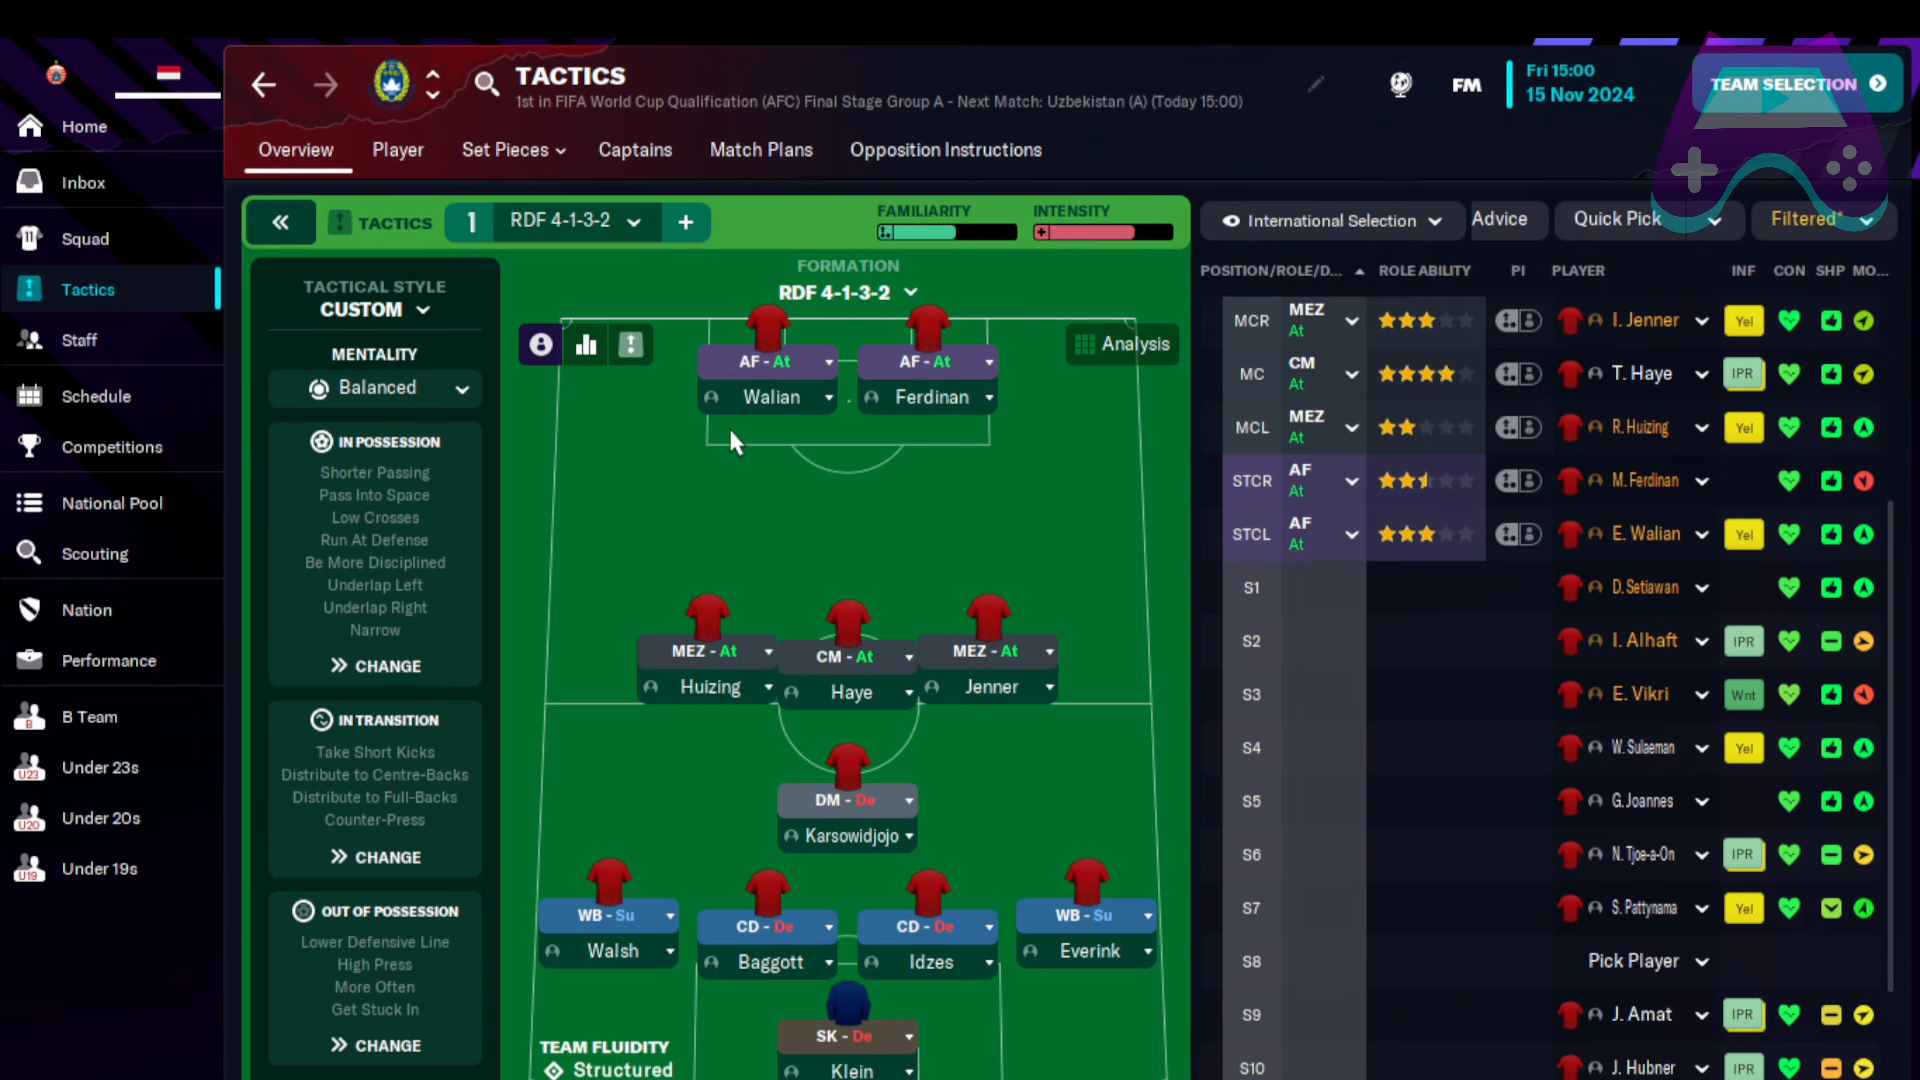 TACTICS
1st in FIFA World Cup Qualification (AFC) Final Stage Group A - Next Match: Uzbekistan (A) (Today 15:00)
FM
Fri 15:00
15 Nov 2024
TEAM SELECTION
Overview
Player
Set Pieces
Captains
Match Plans
Opposition Instructions
Home
Inbox
Squad
Tactics
Staff
Schedule
Competitions
National Pool
Scouting
Nation
Performance
B Team
Under 23s
Under 20s
Under 19s
TACTICS
1
RDF 4-1-3-2
+
FAMILIARITY
INTENSITY
TACTICAL STYLE
CUSTOM
MENTALITY
Balanced
IN POSSESSION
Shorter Passing
Pass Into Space
Low Crosses
Run At Defense
Be More Disciplined
Underlap Left
Underlap Right
Narrow
CHANGE
IN TRANSITION
Take Short Kicks
Distribute to Centre-Backs
Distribute to Full-Backs
Counter-Press
CHANGE
OUT OF POSSESSION
Lower Defensive Line
High Press
More Often
Get Stuck In
CHANGE
FORMATION
RDF 4-1-3-2
Analysis
AF - At
Walian
AF - At
Ferdinan
MEZ - At
Huizing
CM - At
Haye
MEZ - At
Jenner
DM - De
Karsowidjojo
WB - Su
Walsh
CD - De
Baggott
CD - De
Idzes
WB - Su
Everink
SK - De
Klein
TEAM FLUIDITY
Structured
International Selection
Advice
Quick Pick
Filtered*
POSITION/ROLE/D... ROLE ABILITY PI PLAYER INF CON SHP MO...
MCR MEZ At I. Jenner Yel
MC CM At T. Haye IPR
MCL MEZ At R. Huizing Yel
STCR AF At M. Ferdinan
STCL AF At E. Walian Yel
S1 D. Setiawan
S2 I. Alhaft IPR
S3 E. Vikri Wnt
S4 W. Sulaeman Yel
S5 G. Joannes
S6 N. Tjoe-a-On IPR
S7 S. Pattynama Yel
S8 Pick Player
S9 J. Amat IPR
S10 J. Hubner IPR